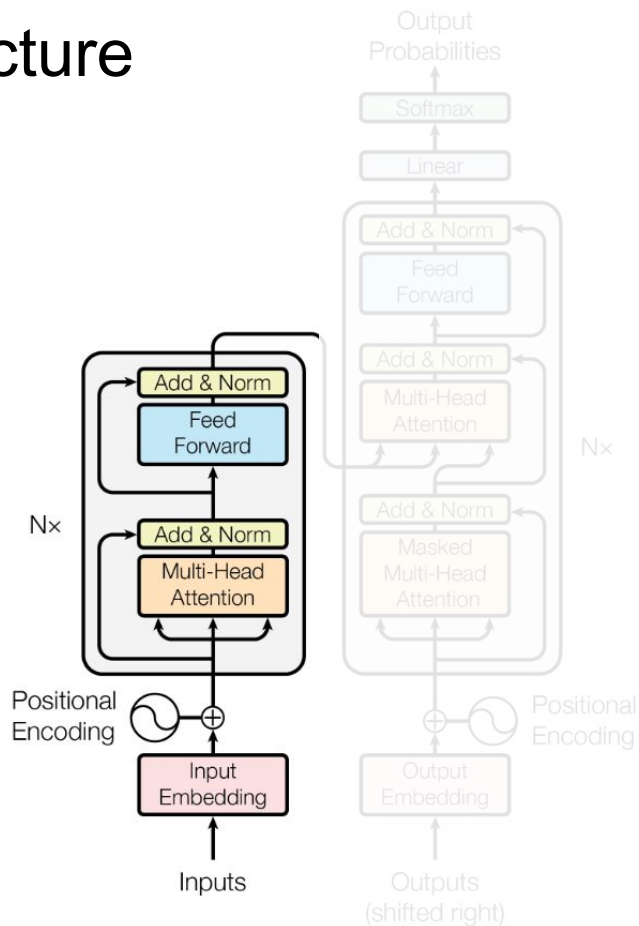 cture
Output
Probabilities
Softmax
Linear
Add & Norm
Feed
Forward
Add & Norm
Multi-Head
Attention
N×
Add & Norm
Masked
Multi-Head
Attention
Positional
Encoding
Output
Embedding
Outputs
(shifted right)
Add & Norm
Feed
Forward
N×
Add & Norm
Multi-Head
Attention
Positional
Encoding
Input
Embedding
Inputs